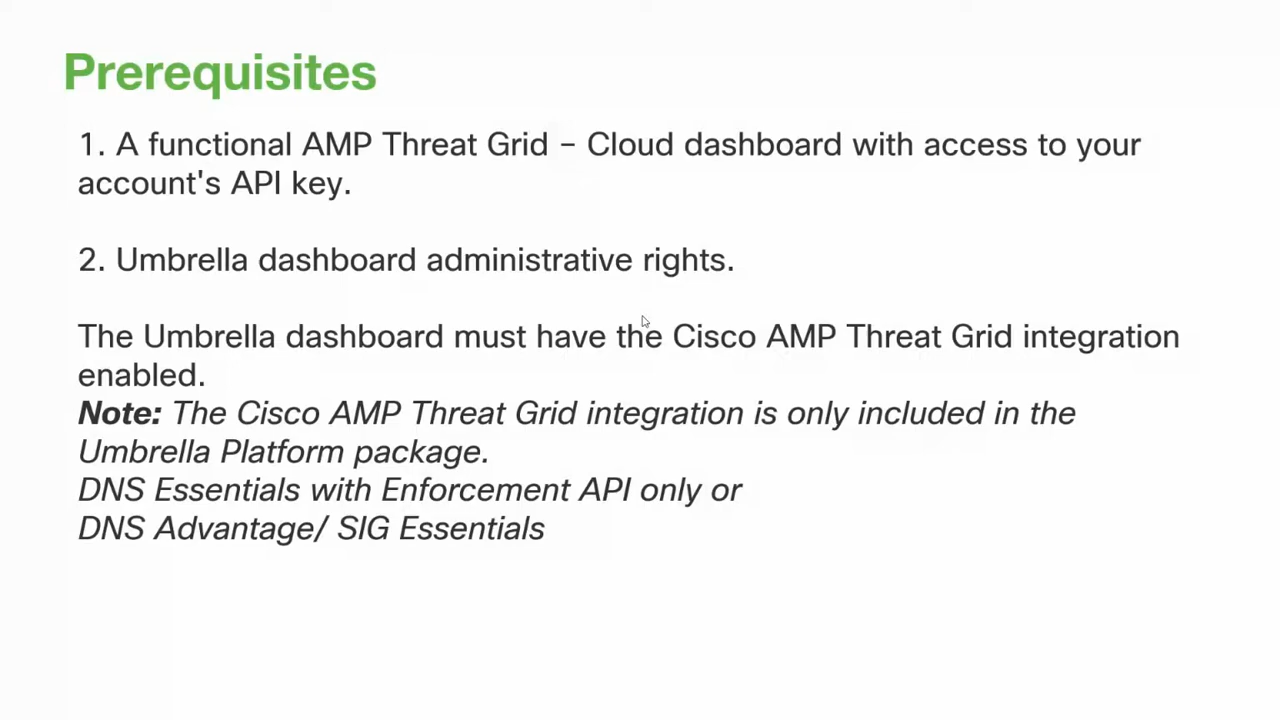 Prerequisites
1. A functional AMP Threat Grid – Cloud dashboard with access to your
account's API key.
2. Umbrella dashboard administrative rights.
The Umbrella dashboard must have the Cisco AMP Threat Grid integration
enabled.
Note: The Cisco AMP Threat Grid integration is only included in the
Umbrella Platform package.
DNS Essentials with Enforcement API only or
DNS Advantage/ SIG Essentials